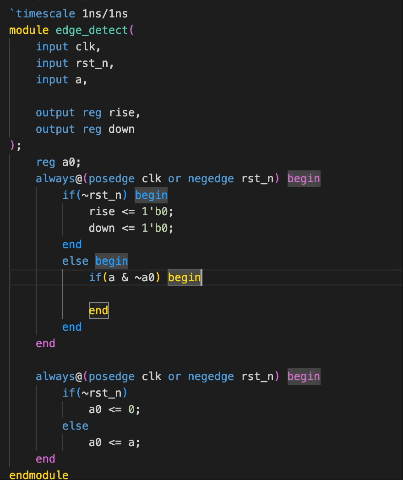 `timescale 1ns/1ns
module edge_detect(
    input clk,
    input rst_n,
    input a,

    output reg rise,
    output reg down
);
    reg a0;
    always@(posedge clk or negedge rst_n) begin
        if(~rst_n) begin
            rise <= 1'b0;
            down <= 1'b0;
        end
        else begin
            if(a & ~a0) begin

            end
        end
    end

    always@(posedge clk or negedge rst_n) begin
        if(~rst_n)
            a0 <= 0;
        else
            a0 <= a;
    end
endmodule